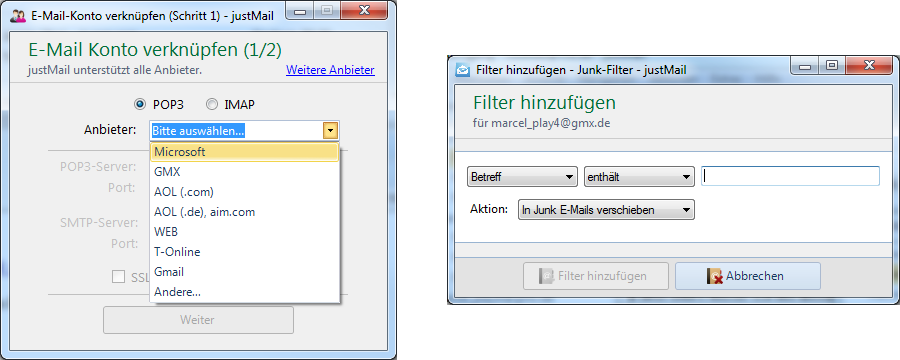 E-Mail-Konto verknüpfen (Schritt 1) - justMail
E-Mail Konto verknüpfen (1/2)
justMail unterstützt alle Anbieter. Weitere Anbieter
POP3 IMAP
Anbieter: Bitte auswählen...
Microsoft
POP3-Server: GMX
Port: AOL (.com)
AOL (.de), aim.com
SMTP-Server: WEB
Port: T-Online
SSL Gmail
Andere...
Weiter
Filter hinzufügen - Junk-Filter - justMail
Filter hinzufügen
für marcel_play4@gmx.de
Betreff enthält
Aktion: In Junk E-Mails verschieben
Filter hinzufügen Abbrechen